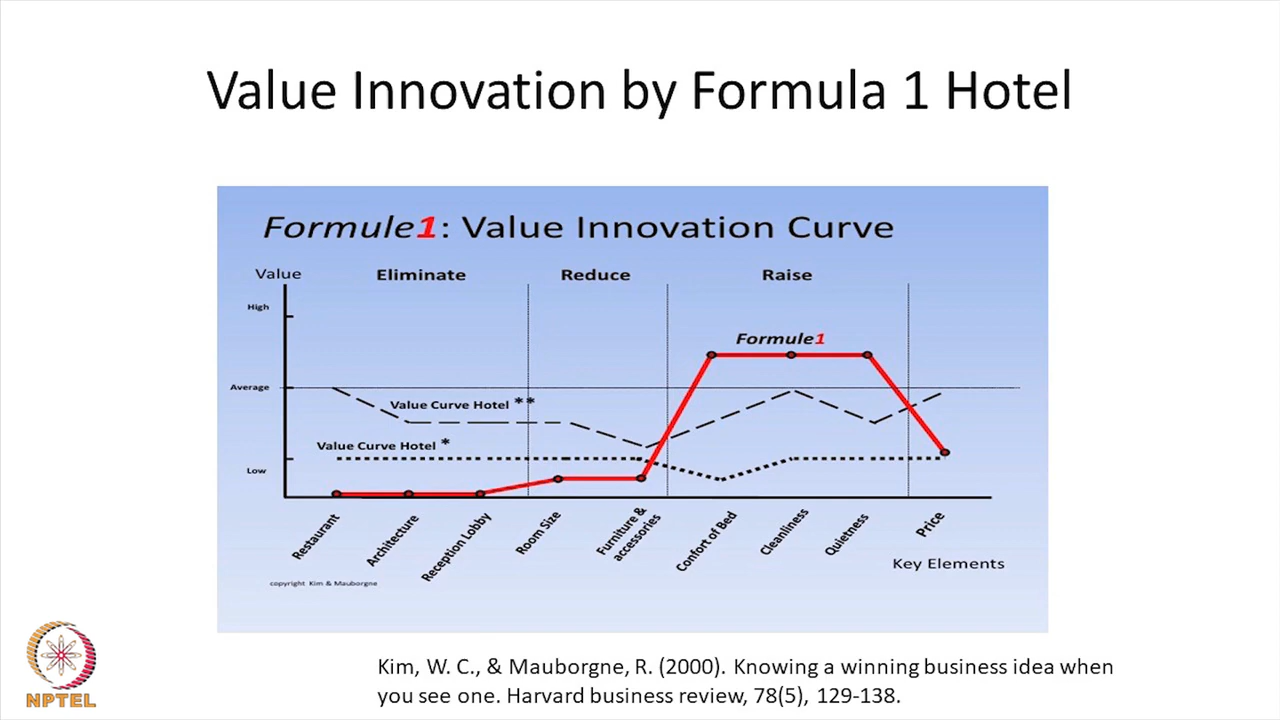 Value Innovation by Formula 1 Hotel
Formule1: Value Innovation Curve
Value
Eliminate
Reduce
Raise
High
Formule1
Average
Value Curve Hotel **
Value Curve Hotel *
Low
Restaurant
Architecture
Reception Lobby
Room Size
Furniture &
accessories
Confort of Bed
Cleanliness
Quietness
Price
Key Elements
copyright Kim & Mauborgne
Kim, W. C., & Mauborgne, R. (2000). Knowing a winning business idea when
you see one. Harvard business review, 78(5), 129-138.
NPTEL